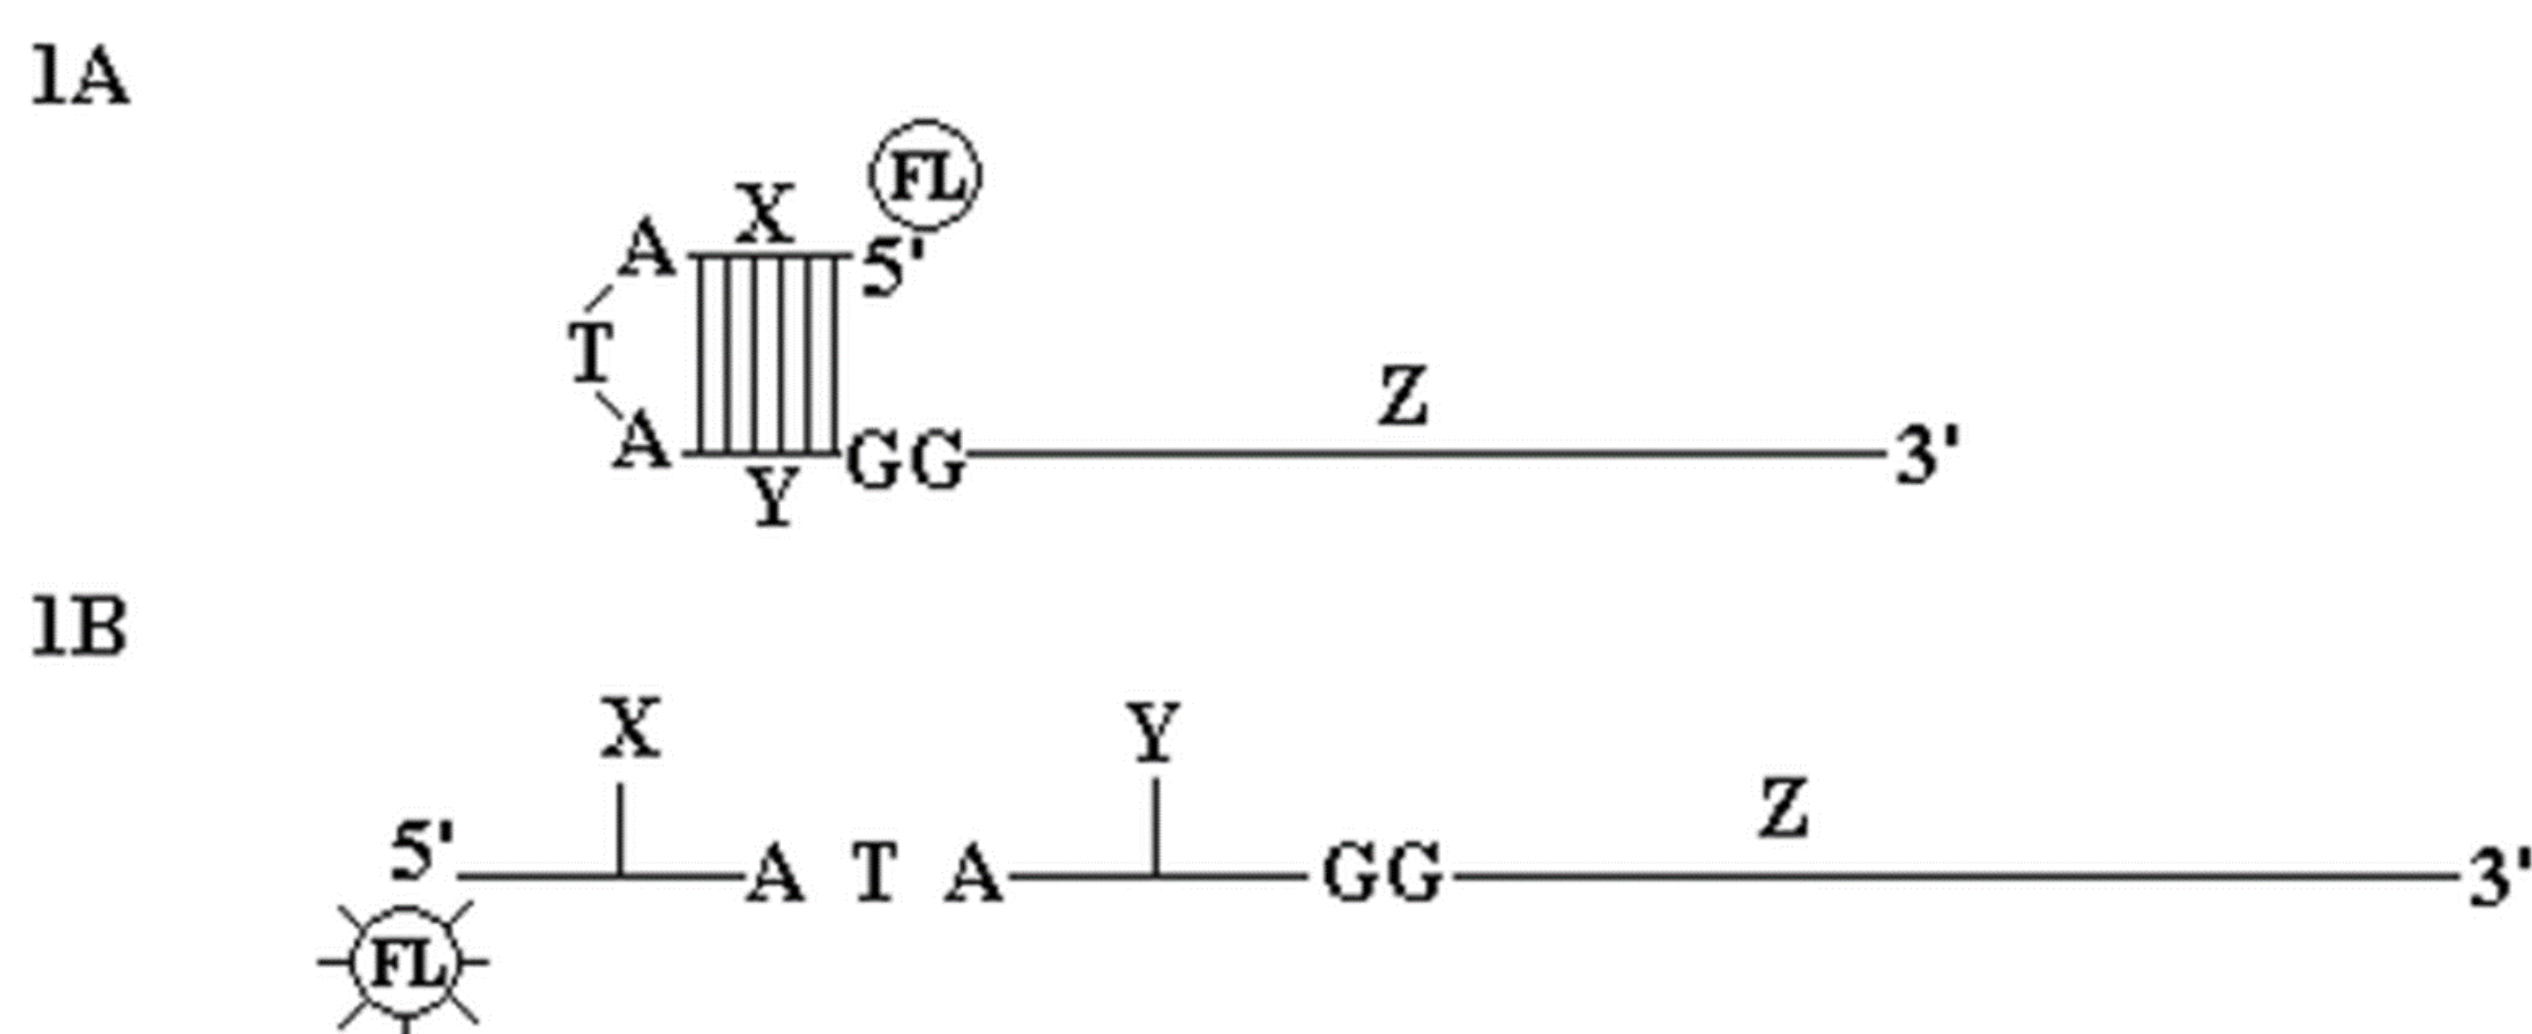 1A
FL
X
A 5'
T
Z
A GG 3'
Y
1B
X Y
Z
5' A T A GG 3'
FL